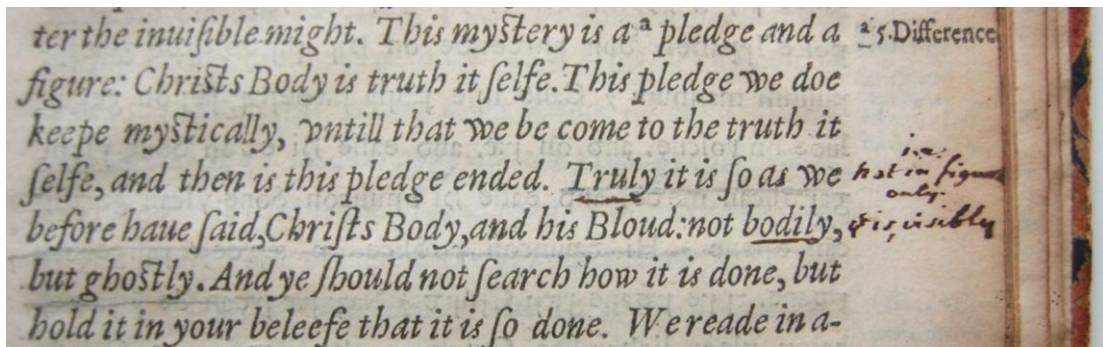 ter the inuiſible might. This myſtery is a ᵃ pledge and a
ᵃ 5. Difference
figure: Chriſts Body is truth it ſelfe. This pledge we doe
keepe myſtically, vntill that we be come to the truth it
ſelfe, and then is this pledge ended. Truly it is ſo as we
i.e.
not in figure
only.
before haue ſaid, Chriſts Body, and his Bloud: not bodily,
visibly
but ghoſtly. And ye ſhould not ſearch how it is done, but
hold it in your beleefe that it is ſo done. We reade in a-